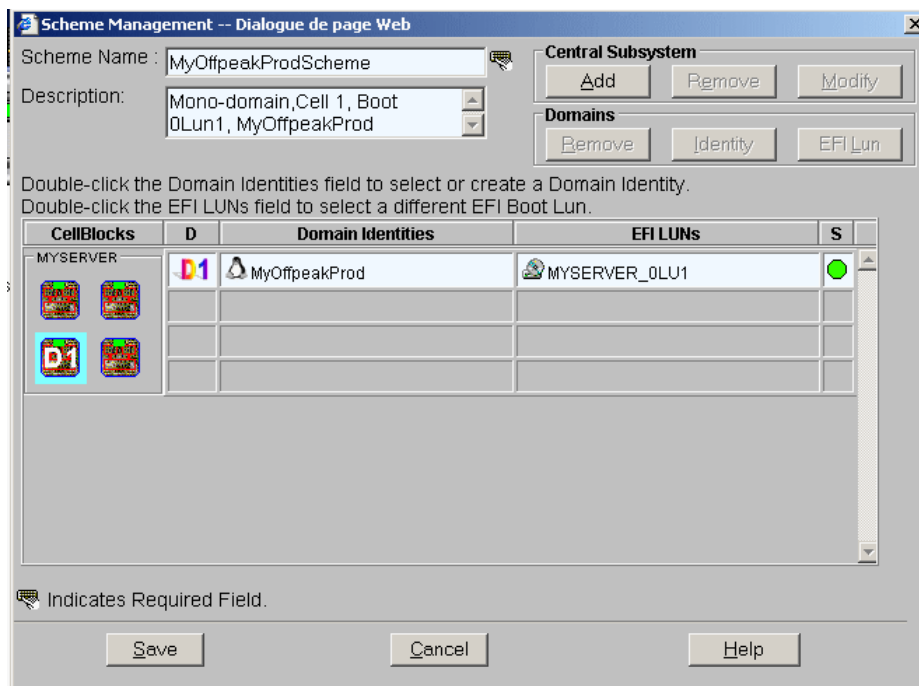 Scheme Management -- Dialogue de page Web
Scheme Name :
MyOffpeakProdScheme
Description:
Mono-domain,Cell 1, Boot
0Lun1, MyOffpeakProd
Central Subsystem
Add Remove Modify
Domains
Remove Identity EFI Lun
Double-click the Domain Identities field to select or create a Domain Identity.
Double-click the EFI LUNs field to select a different EFI Boot Lun.
CellBlocks D Domain Identities EFI LUNs S
MYSERVER
D1 MyOffpeakProd MYSERVER_0LU1
D1
Indicates Required Field.
Save Cancel Help